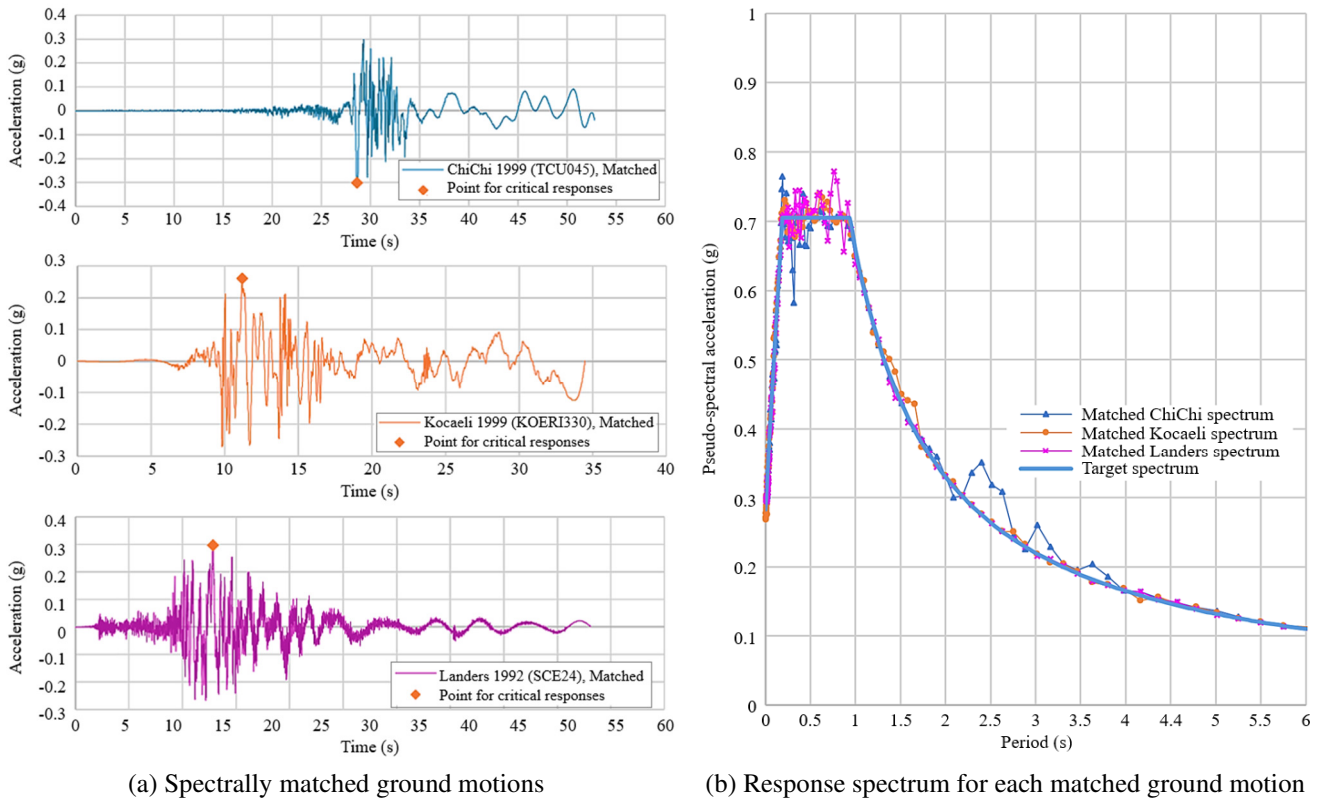 0.4
0.3
0.2
0.1
0
-0.1
-0.2
-0.3
-0.4
Acceleration (g)
ChiChi 1999 (TCU045), Matched
Point for critical responses
0 5 10 15 20 25 30 35 40 45 50 55 60
Time (s)
0.3
0.2
0.1
0
-0.1
-0.2
-0.3
Acceleration (g)
Kocaeli 1999 (KOERI330), Matched
Point for critical responses
0 5 10 15 20 25 30 35 40
Time (s)
0.4
0.3
0.2
0.1
0
-0.1
-0.2
-0.3
Acceleration (g)
Landers 1992 (SCE24), Matched
Point for critical responses
0 5 10 15 20 25 30 35 40 45 50 55 60
Time (s)
(a) Spectrally matched ground motions
1
0.9
0.8
0.7
0.6
0.5
0.4
0.3
0.2
0.1
0
Pseudo-spectral acceleration (g)
Matched ChiChi spectrum
Matched Kocaeli spectrum
Matched Landers spectrum
Target spectrum
0 0.5 1 1.5 2 2.5 3 3.5 4 4.4 5 5.5 6
Period (s)
(b) Response spectrum for each matched ground motion